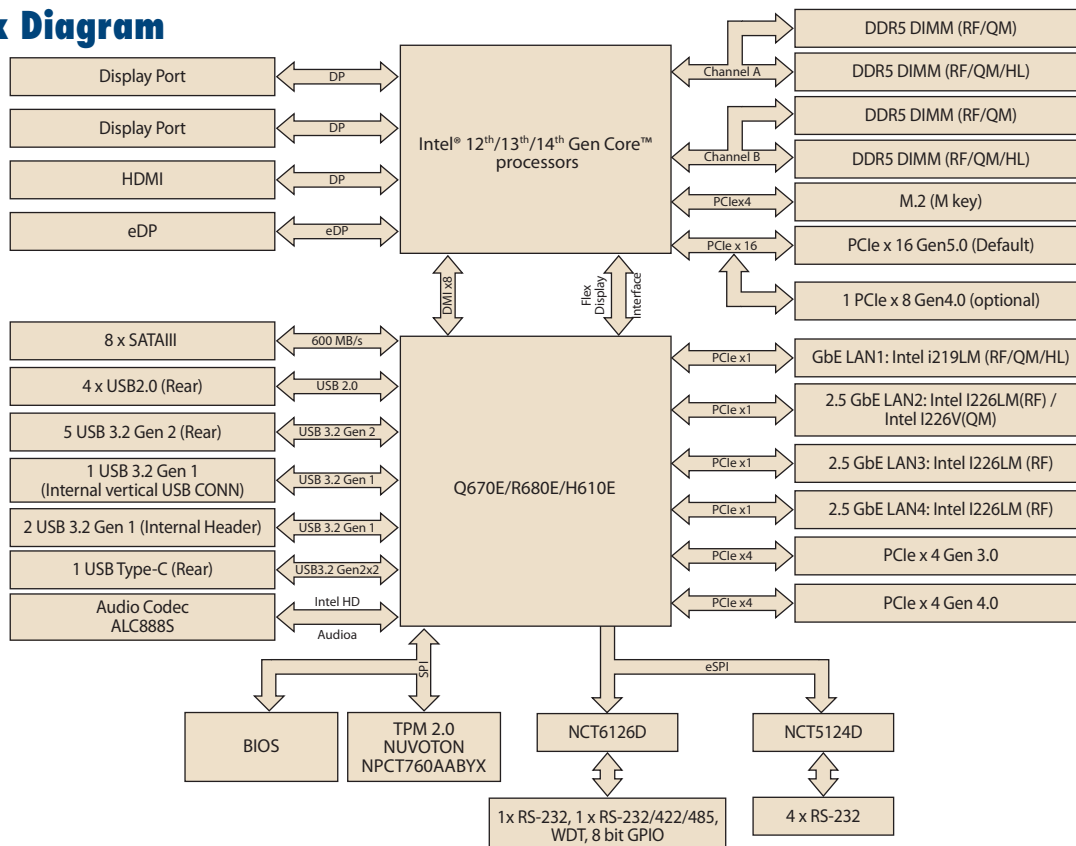 x Diagram
Display Port
DP
Display Port
DP
HDMI
DP
eDP
eDP
Intel® 12th/13th/14th Gen Core™
processors
Channel A
DDR5 DIMM (RF/QM)
DDR5 DIMM (RF/QM/HL)
Channel B
DDR5 DIMM (RF/QM)
DDR5 DIMM (RF/QM/HL)
PCIex4
M.2 (M key)
PCIe x 16
PCIe x 16 Gen5.0 (Default)
1 PCIe x 8 Gen4.0 (optional)
DMI x8
Flex
Display
Interface
8 x SATAIII
600 MB/s
4 x USB2.0 (Rear)
USB 2.0
5 USB 3.2 Gen 2 (Rear)
USB 3.2 Gen 2
1 USB 3.2 Gen 1
(Internal vertical USB CONN)
USB 3.2 Gen 1
2 USB 3.2 Gen 1 (Internal Header)
USB 3.2 Gen 1
1 USB Type-C (Rear)
USB3.2 Gen2x2
Audio Codec
ALC888S
Intel HD
Audioa
Q670E/R680E/H610E
PCIe x1
GbE LAN1: Intel i219LM (RF/QM/HL)
PCIe x1
2.5 GbE LAN2: Intel I226LM(RF) /
Intel I226V(QM)
PCIe x1
2.5 GbE LAN3: Intel I226LM (RF)
PCIe x1
2.5 GbE LAN4: Intel I226LM (RF)
PCIe x4
PCIe x 4 Gen 3.0
PCIe x4
PCIe x 4 Gen 4.0
SPI
eSPI
BIOS
TPM 2.0
NUVOTON
NPCT760AABYX
NCT6126D
NCT5124D
1x RS-232, 1 x RS-232/422/485,
WDT, 8 bit GPIO
4 x RS-232